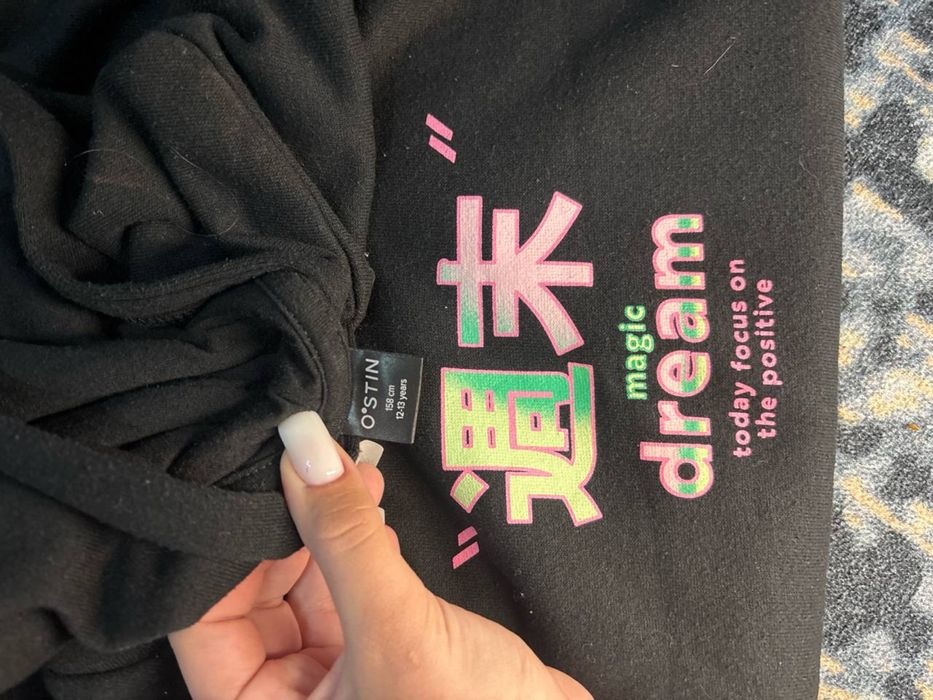 O°STIN
158 cm
12-13 years
"週末"
magic
dream
today focus on
the positive